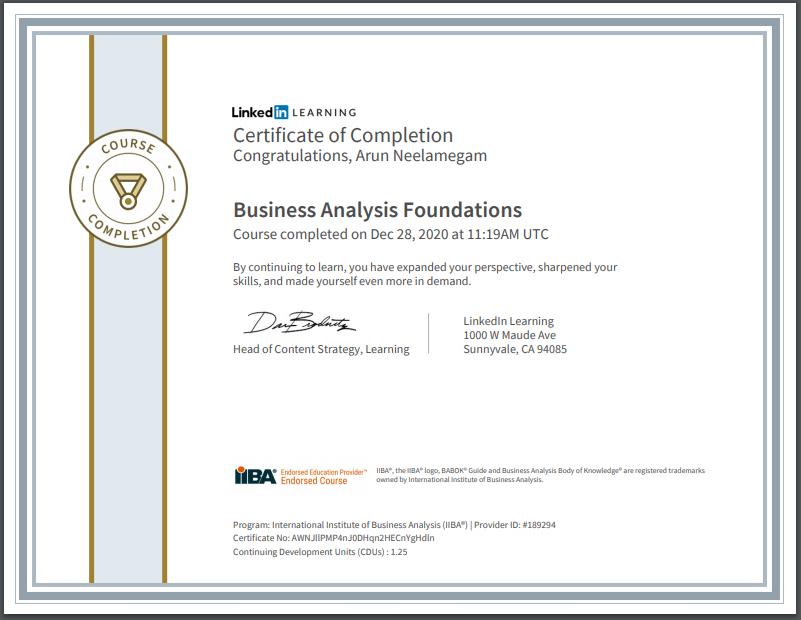 COURSE
COMPLETION
Linked in LEARNING
Certificate of Completion
Congratulations, Arun Neelamegam
Business Analysis Foundations
Course completed on Dec 28, 2020 at 11:19AM UTC
By continuing to learn, you have expanded your perspective, sharpened your
skills, and made yourself even more in demand.
Head of Content Strategy, Learning
LinkedIn Learning
1000 W Maude Ave
Sunnyvale, CA 94085
IIBA® Endorsed Education Provider™
Endorsed Course
IIBA®, the IIBA® logo, BABOK® Guide and Business Analysis Body of Knowledge® are registered trademarks
owned by International Institute of Business Analysis.
Program: International Institute of Business Analysis (IIBA®) | Provider ID: #189294
Certificate No: AWNJllPMP4nJ0DHqn2HECnYgHdln
Continuing Development Units (CDUs) : 1.25